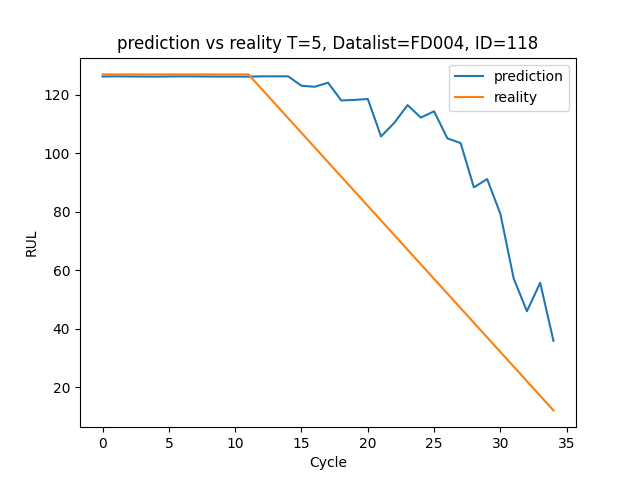 prediction vs reality T=5, Datalist=FD004, ID=118
prediction
reality
120
100
80
60
40
20
RUL
0 5 10 15 20 25 30 35
Cycle